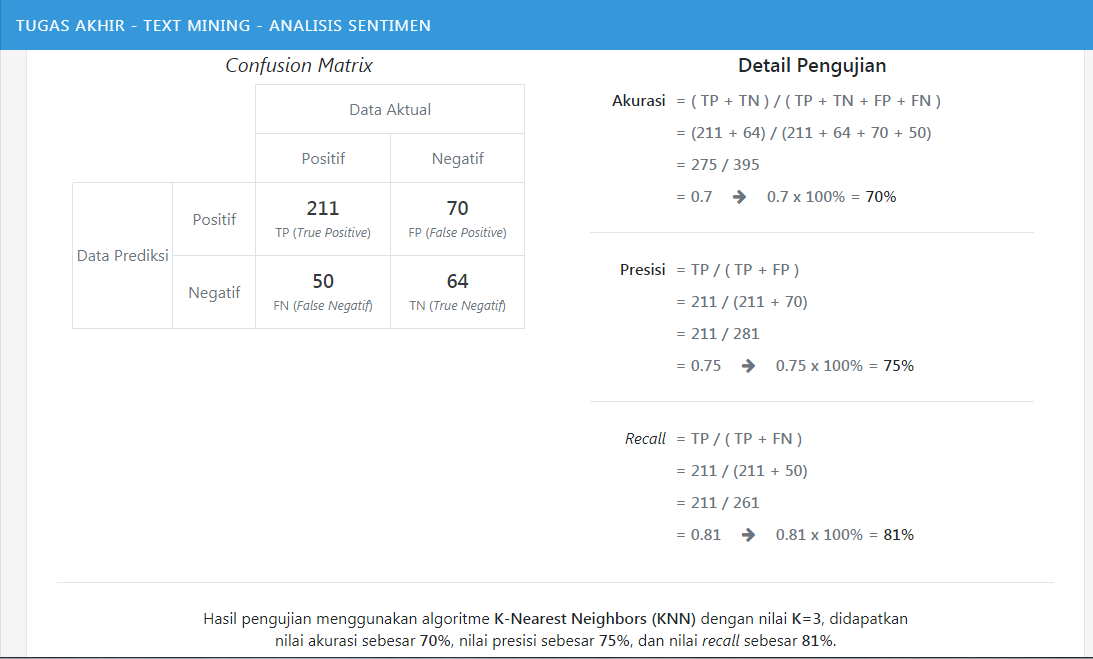 TUGAS AKHIR - TEXT MINING - ANALISIS SENTIMEN
Confusion Matrix
Data Aktual
Positif Negatif
Data Prediksi
Positif
211
TP (True Positive)
70
FP (False Positive)
Negatif
50
FN (False Negatif)
64
TN (True Negatif)
Detail Pengujian
Akurasi = ( TP + TN ) / ( TP + TN + FP + FN )
= (211 + 64) / (211 + 64 + 70 + 50)
= 275 / 395
= 0.7 ➔ 0.7 x 100% = 70%
Presisi = TP / ( TP + FP )
= 211 / (211 + 70)
= 211 / 281
= 0.75 ➔ 0.75 x 100% = 75%
Recall = TP / ( TP + FN )
= 211 / (211 + 50)
= 211 / 261
= 0.81 ➔ 0.81 x 100% = 81%
Hasil pengujian menggunakan algoritme K-Nearest Neighbors (KNN) dengan nilai K=3, didapatkan
nilai akurasi sebesar 70%, nilai presisi sebesar 75%, dan nilai recall sebesar 81%.